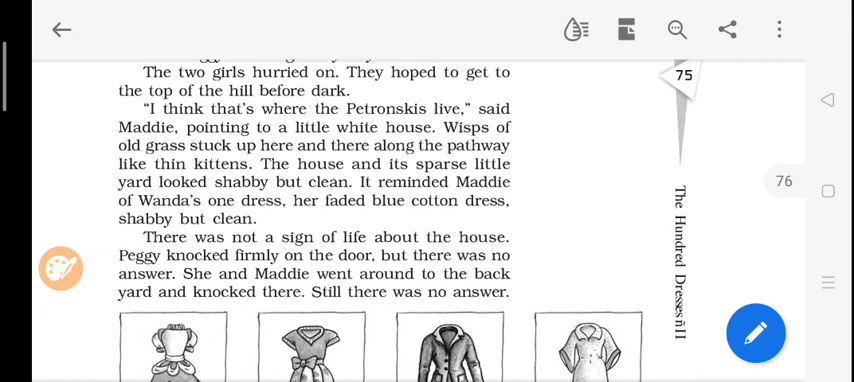 The two girls hurried on. They hoped to get to
the top of the hill before dark.
“I think that’s where the Petronskis live,” said
Maddie, pointing to a little white house. Wisps of
old grass stuck up here and there along the pathway
like thin kittens. The house and its sparse little
yard looked shabby but clean. It reminded Maddie
of Wanda’s one dress, her faded blue cotton dress,
shabby but clean.
There was not a sign of life about the house.
Peggy knocked firmly on the door, but there was no
answer. She and Maddie went around to the back
yard and knocked there. Still there was no answer.
75
76
The Hundred Dresses ñ II